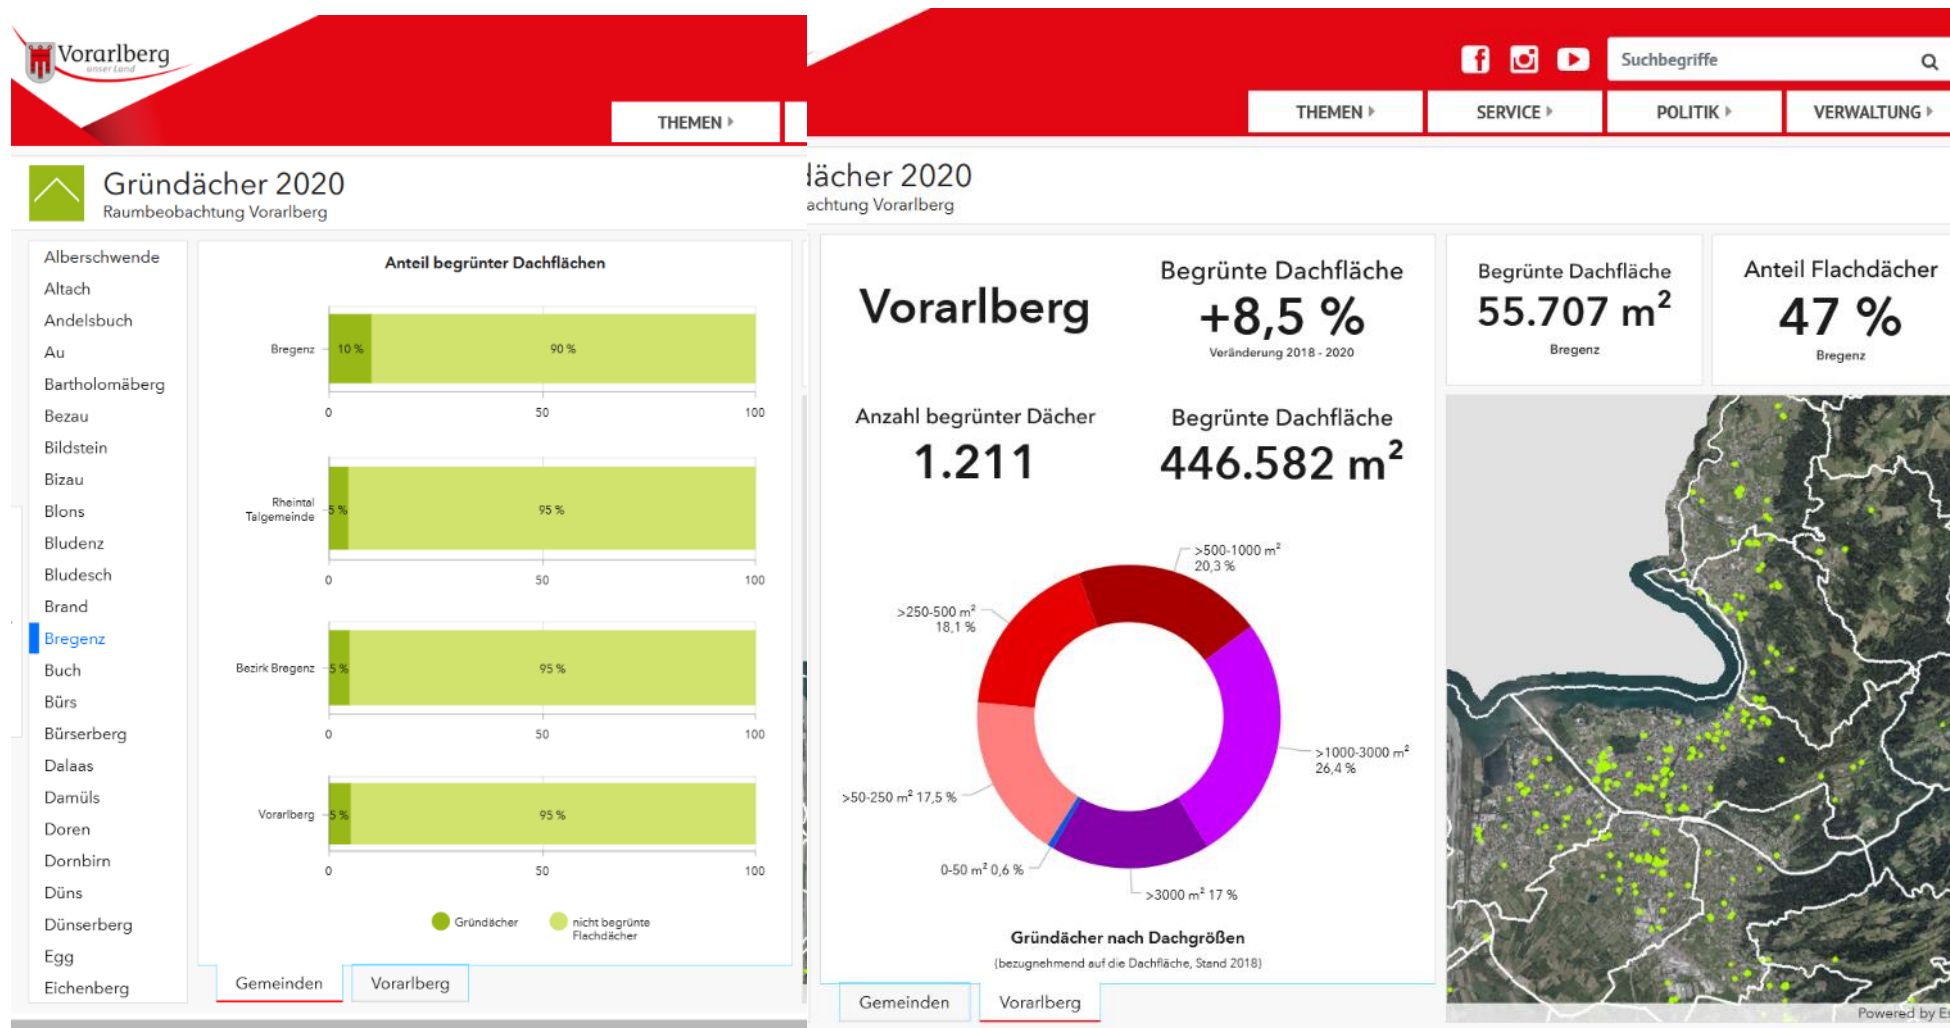 Vorarlberg
unser Land
THEMEN
Gründächer 2020
Raumbeobachtung Vorarlberg
Alberschwende
Altach
Andelsbuch
Au
Bartholomäberg
Bezau
Bildstein
Bizau
Blons
Bludenz
Bludesch
Brand
Bregenz
Buch
Bürs
Bürserberg
Dalaas
Damüls
Doren
Dornbirn
Düns
Dünserberg
Egg
Eichenberg
Anteil begrünter Dachflächen
Bregenz
10 %
90 %
0
50
100
Rheintal
Talgemeinde
5 %
95 %
0
50
100
Bezirk Bregenz
5 %
95 %
0
50
100
Vorarlberg
5 %
95 %
0
50
100
Gründächer
nicht begrünte
Flachdächer
Gemeinden
Vorarlberg
Suchbegriffe
THEMEN
SERVICE
POLITIK
VERWALTUNG
dächer 2020
achtung Vorarlberg
Vorarlberg
Begrünte Dachfläche
+8,5 %
Veränderung 2018 - 2020
Anzahl begrünter Dächer
1.211
Begrünte Dachfläche
446.582 m²
>500-1000 m²
20,3 %
>250-500 m²
18,1 %
>1000-3000 m²
26,4 %
>50-250 m² 17,5 %
0-50 m² 0,6 %
>3000 m² 17 %
Gründächer nach Dachgrößen
(bezugnehmend auf die Dachfläche, Stand 2018)
Gemeinden
Vorarlberg
Begrünte Dachfläche
55.707 m²
Bregenz
Anteil Flachdächer
47 %
Bregenz
Powered by Es